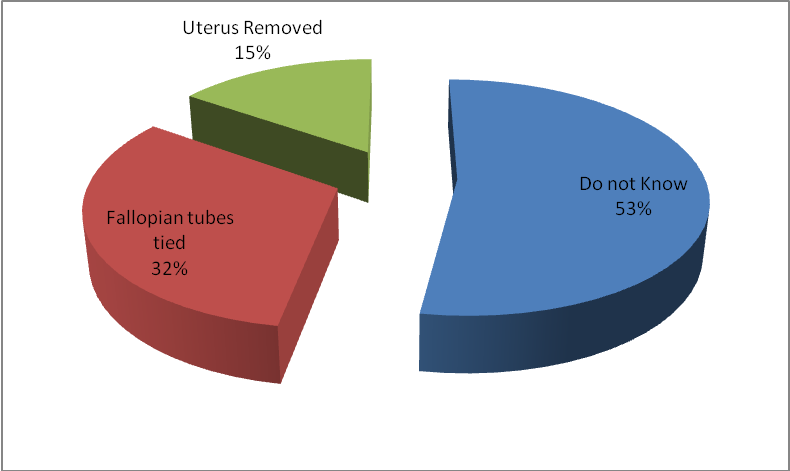 Uterus Removed
15%
Do not Know
53%
Fallopian tubes
tied
32%